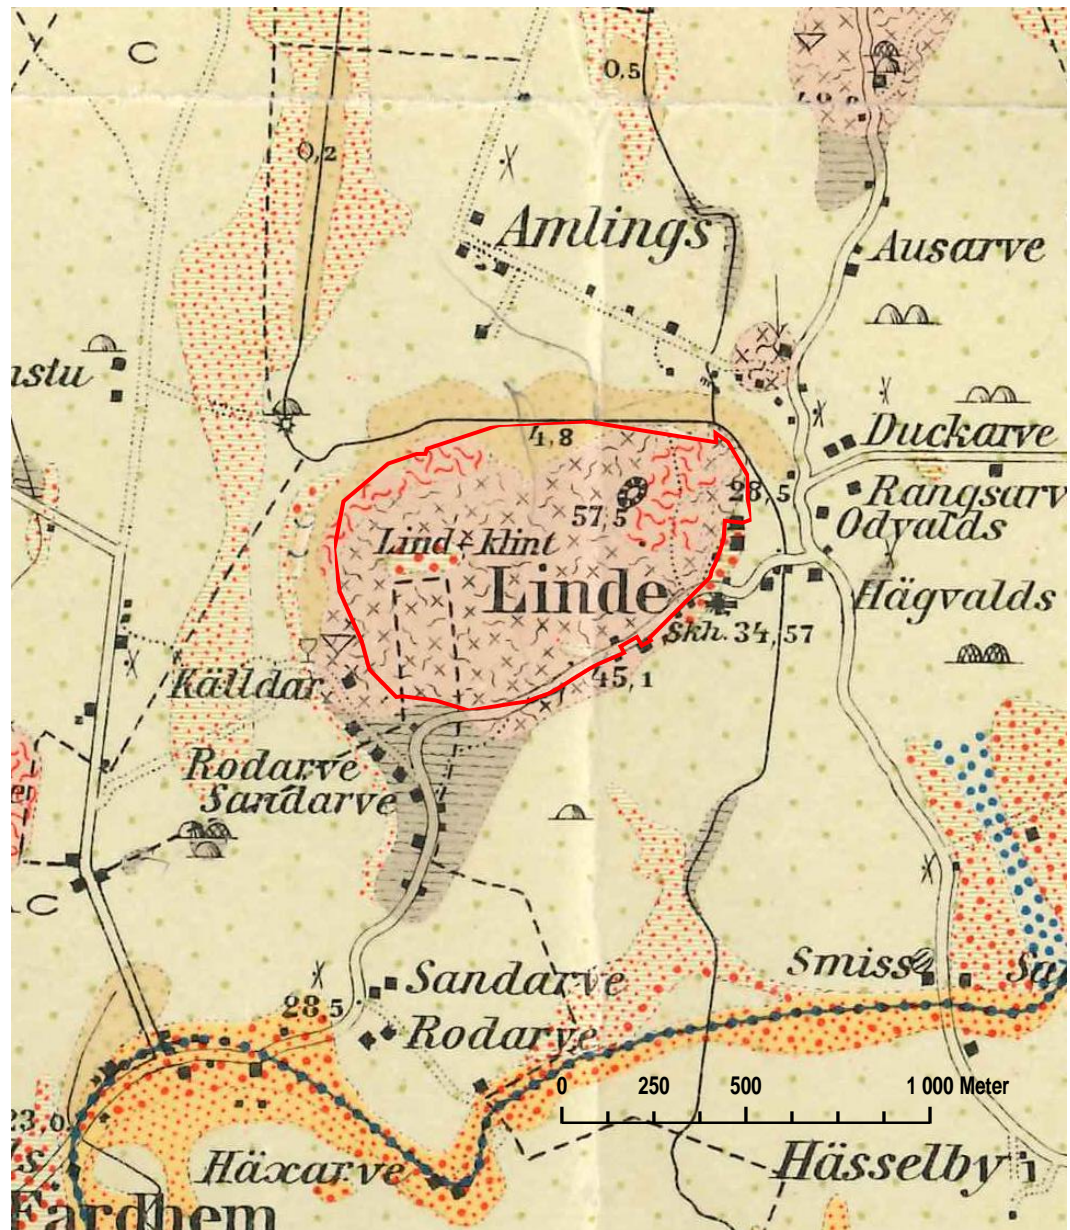 C
0,5
0,2
Amlings
Ausarve
4,8
Duckarve
28,5
57,5
Odvalds
Lind-klint
Linde
Hägvalds
Skh. 34,57
45,1
Källdar
Rodarve
Sandarve
C
Smiss
Sandarve
28,5
Rodarve
0 250 500 1 000 Meter
23,0
Hässelby
Häxarve
Fardhem